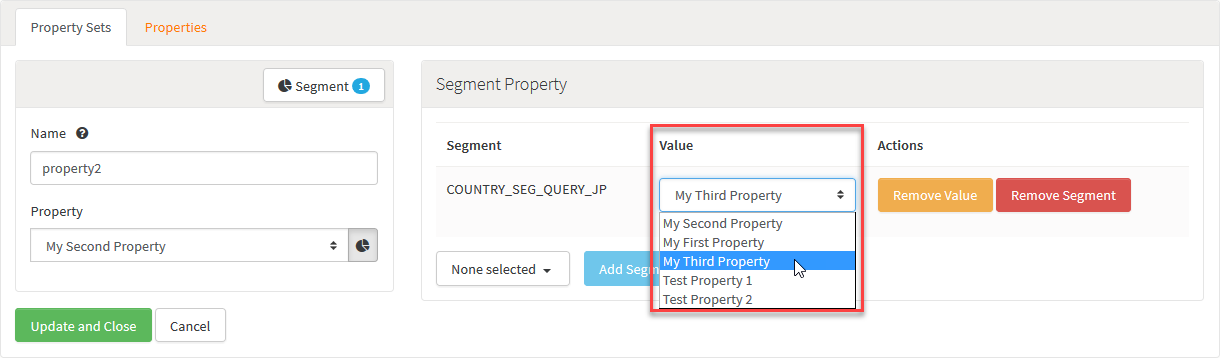 Property Sets Properties
Segment 1
Name ?
property2
Property
My Second Property
Update and Close Cancel
Segment Property
Segment Value Actions
COUNTRY_SEG_QUERY_JP My Third Property Remove Value Remove Segment
My Second Property
My First Property
My Third Property
Test Property 1
Test Property 2
None selected Add